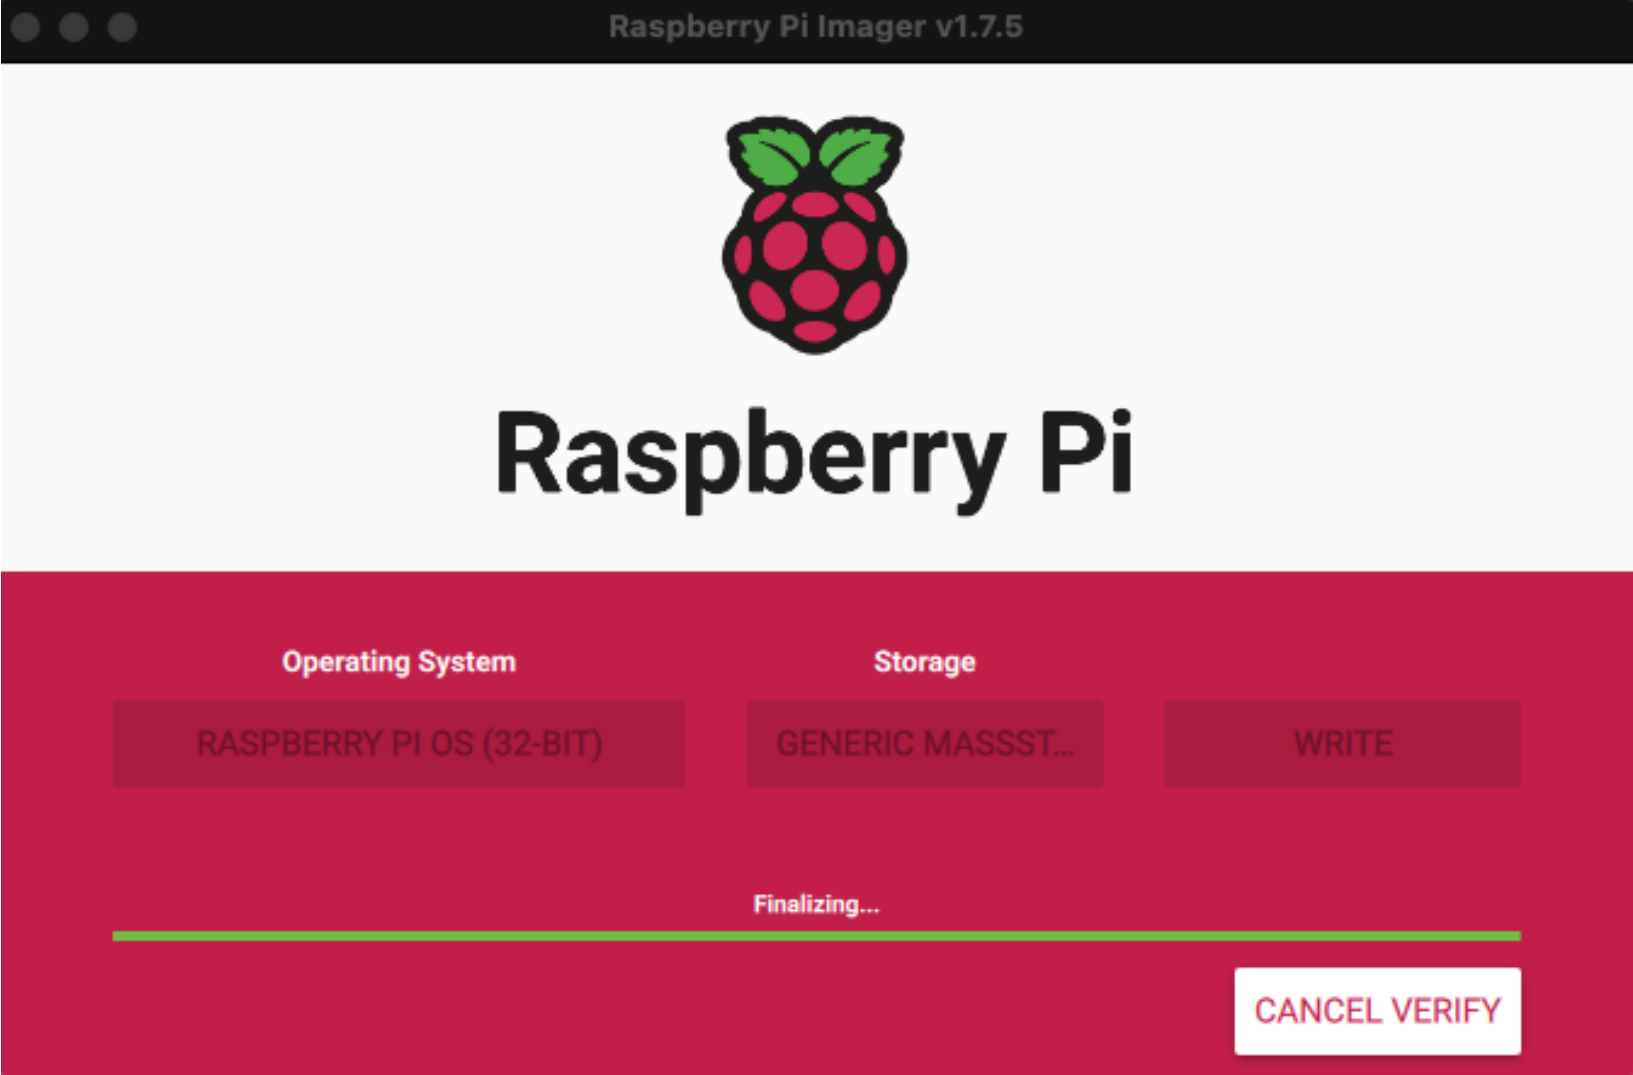 Raspberry Pi Imager v1.7.5
Raspberry Pi
Operating System
Storage
RASPBERRY PI OS (32-BIT)
GENERIC MASSST...
WRITE
Finalizing...
CANCEL VERIFY